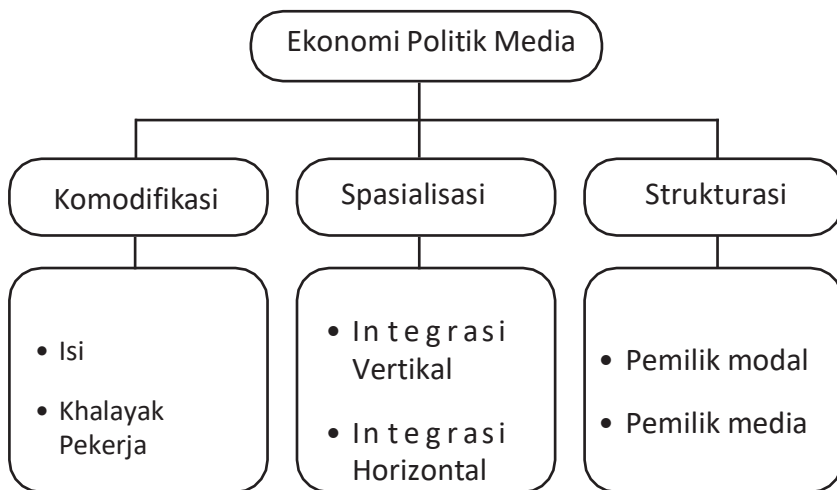 Ekonomi Politik Media
Komodifikasi
Spasialisasi
Strukturasi
• Isi
• Khalayak
Pekerja
• Integrasi
Vertikal
• Integrasi
Horizontal
• Pemilik modal
• Pemilik media